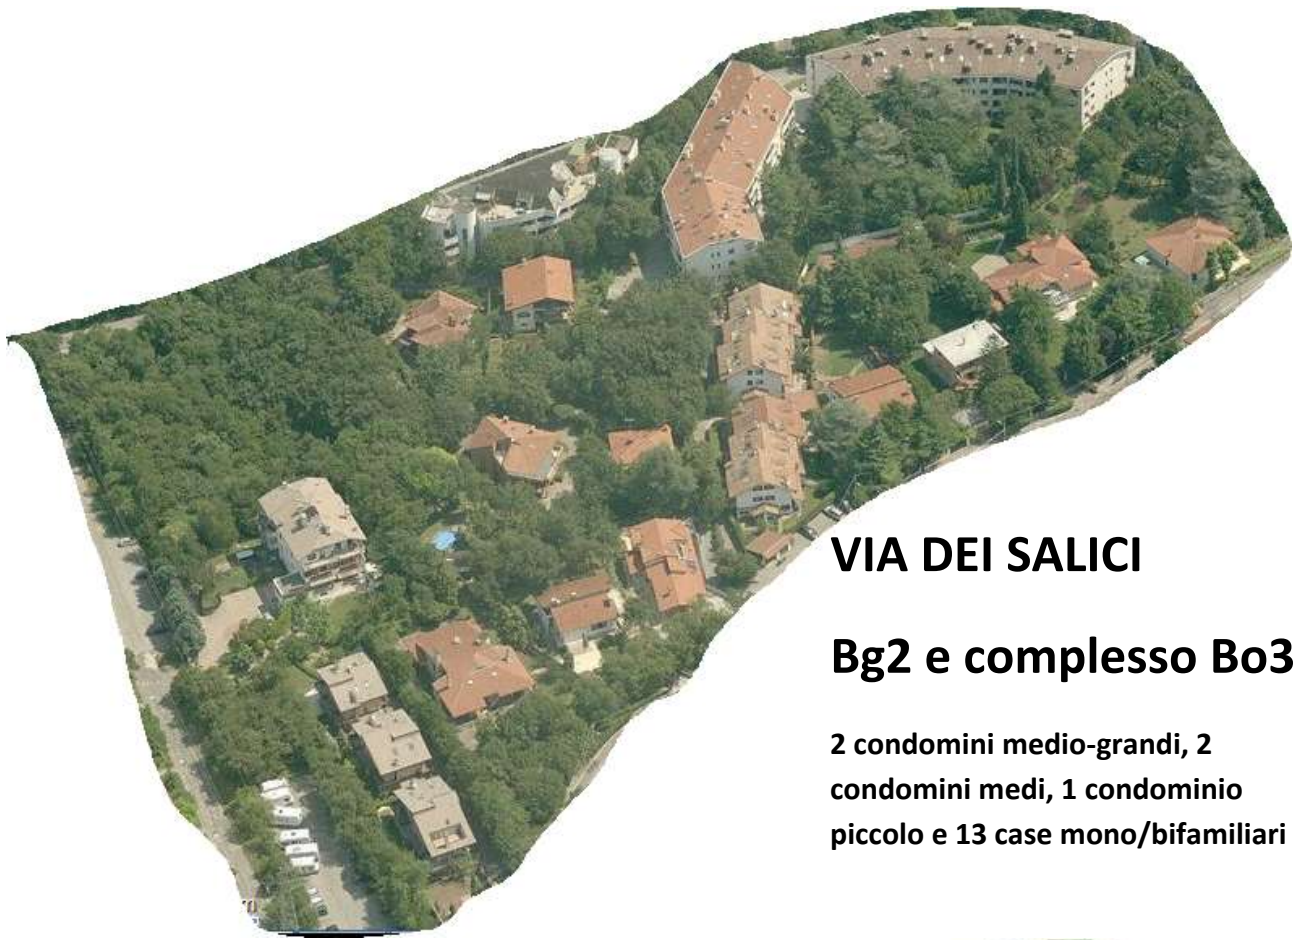 VIA DEI SALICI
Bg2 e complesso Bo3
2 condomini medio-grandi, 2
condomini medi, 1 condominio
piccolo e 13 case mono/bifamiliari